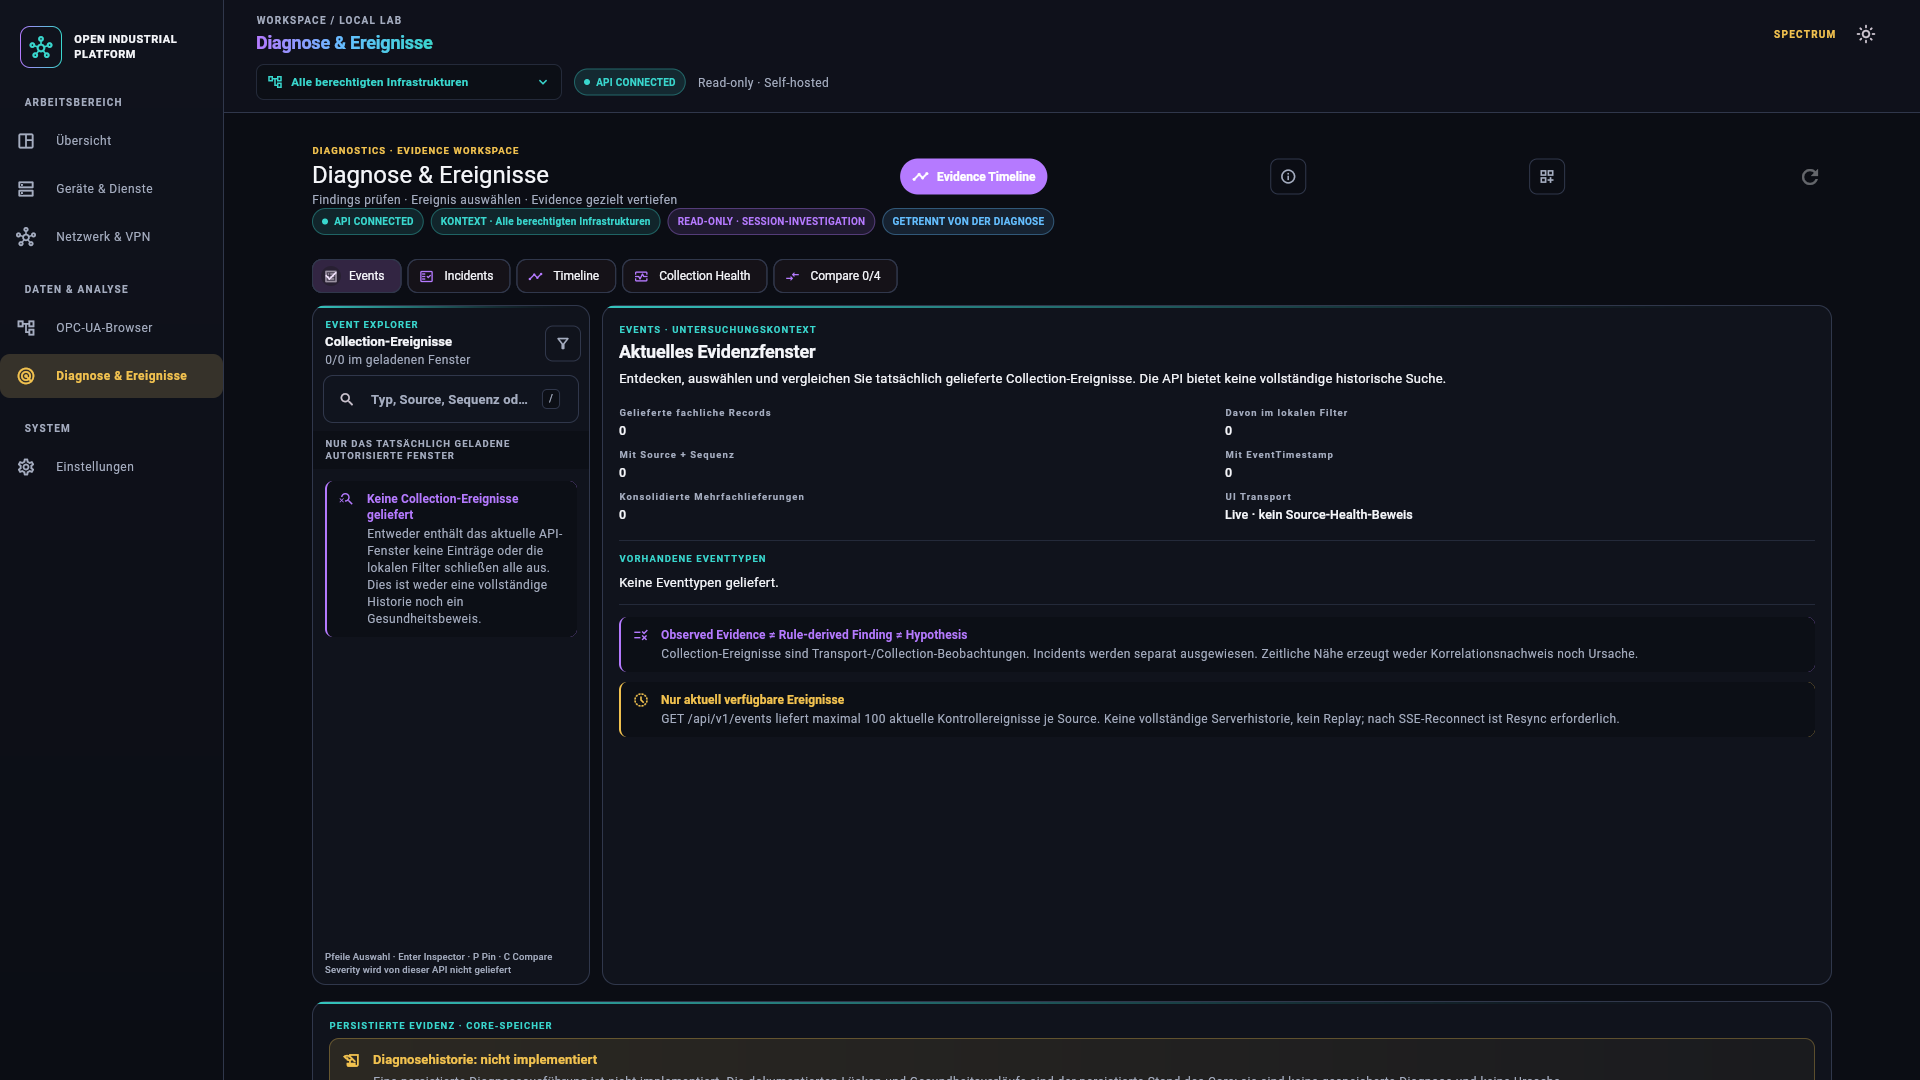 OPEN INDUSTRIAL
PLATFORM
ARBEITSBEREICH
Übersicht
Geräte & Dienste
Netzwerk & VPN
DATEN & ANALYSE
OPC-UA-Browser
Diagnose & Ereignisse
SYSTEM
Einstellungen
WORKSPACE / LOCAL LAB
Diagnose & Ereignisse
SPECTRUM
Alle berechtigten Infrastrukturen
API CONNECTED
Read-only · Self-hosted
DIAGNOSTICS · EVIDENCE WORKSPACE
Diagnose & Ereignisse
Findings prüfen · Ereignis auswählen · Evidence gezielt vertiefen
Evidence Timeline
API CONNECTED
KONTEXT · Alle berechtigten Infrastrukturen
READ-ONLY · SESSION-INVESTIGATION
GETRENNT VON DER DIAGNOSE
Events
Incidents
Timeline
Collection Health
Compare 0/4
EVENT EXPLORER
Collection-Ereignisse
0/0 im geladenen Fenster
Typ, Source, Sequenz od...
/
NUR DAS TATSÄCHLICH GELADENE
AUTORISIERTE FENSTER
Keine Collection-Ereignisse
geliefert
Entweder enthält das aktuelle API-
Fenster keine Einträge oder die
lokalen Filter schließen alle aus.
Dies ist weder eine vollständige
Historie noch ein
Gesundheitsbeweis.
Pfeile Auswahl · Enter Inspector · P Pin · C Compare
Severity wird von dieser API nicht geliefert
EVENTS · UNTERSUCHUNGSKONTEXT
Aktuelles Evidenzfenster
Entdecken, auswählen und vergleichen Sie tatsächlich gelieferte Collection-Ereignisse. Die API bietet keine vollständige historische Suche.
Gelieferte fachliche Records
0
Davon im lokalen Filter
0
Mit Source + Sequenz
0
Mit EventTimestamp
0
Konsolidierte Mehrfachlieferungen
0
UI Transport
Live · kein Source-Health-Beweis
VORHANDENE EVENTTYPEN
Keine Eventtypen geliefert.
Observed Evidence ≠ Rule-derived Finding ≠ Hypothesis
Collection-Ereignisse sind Transport-/Collection-Beobachtungen. Incidents werden separat ausgewiesen. Zeitliche Nähe erzeugt weder Korrelationsnachweis noch Ursache.
Nur aktuell verfügbare Ereignisse
GET /api/v1/events liefert maximal 100 aktuelle Kontrollereignisse je Source. Keine vollständige Serverhistorie, kein Replay; nach SSE-Reconnect ist Resync erforderlich.
PERSISTIERTE EVIDENZ · CORE-SPEICHER
Diagnosehistorie: nicht implementiert